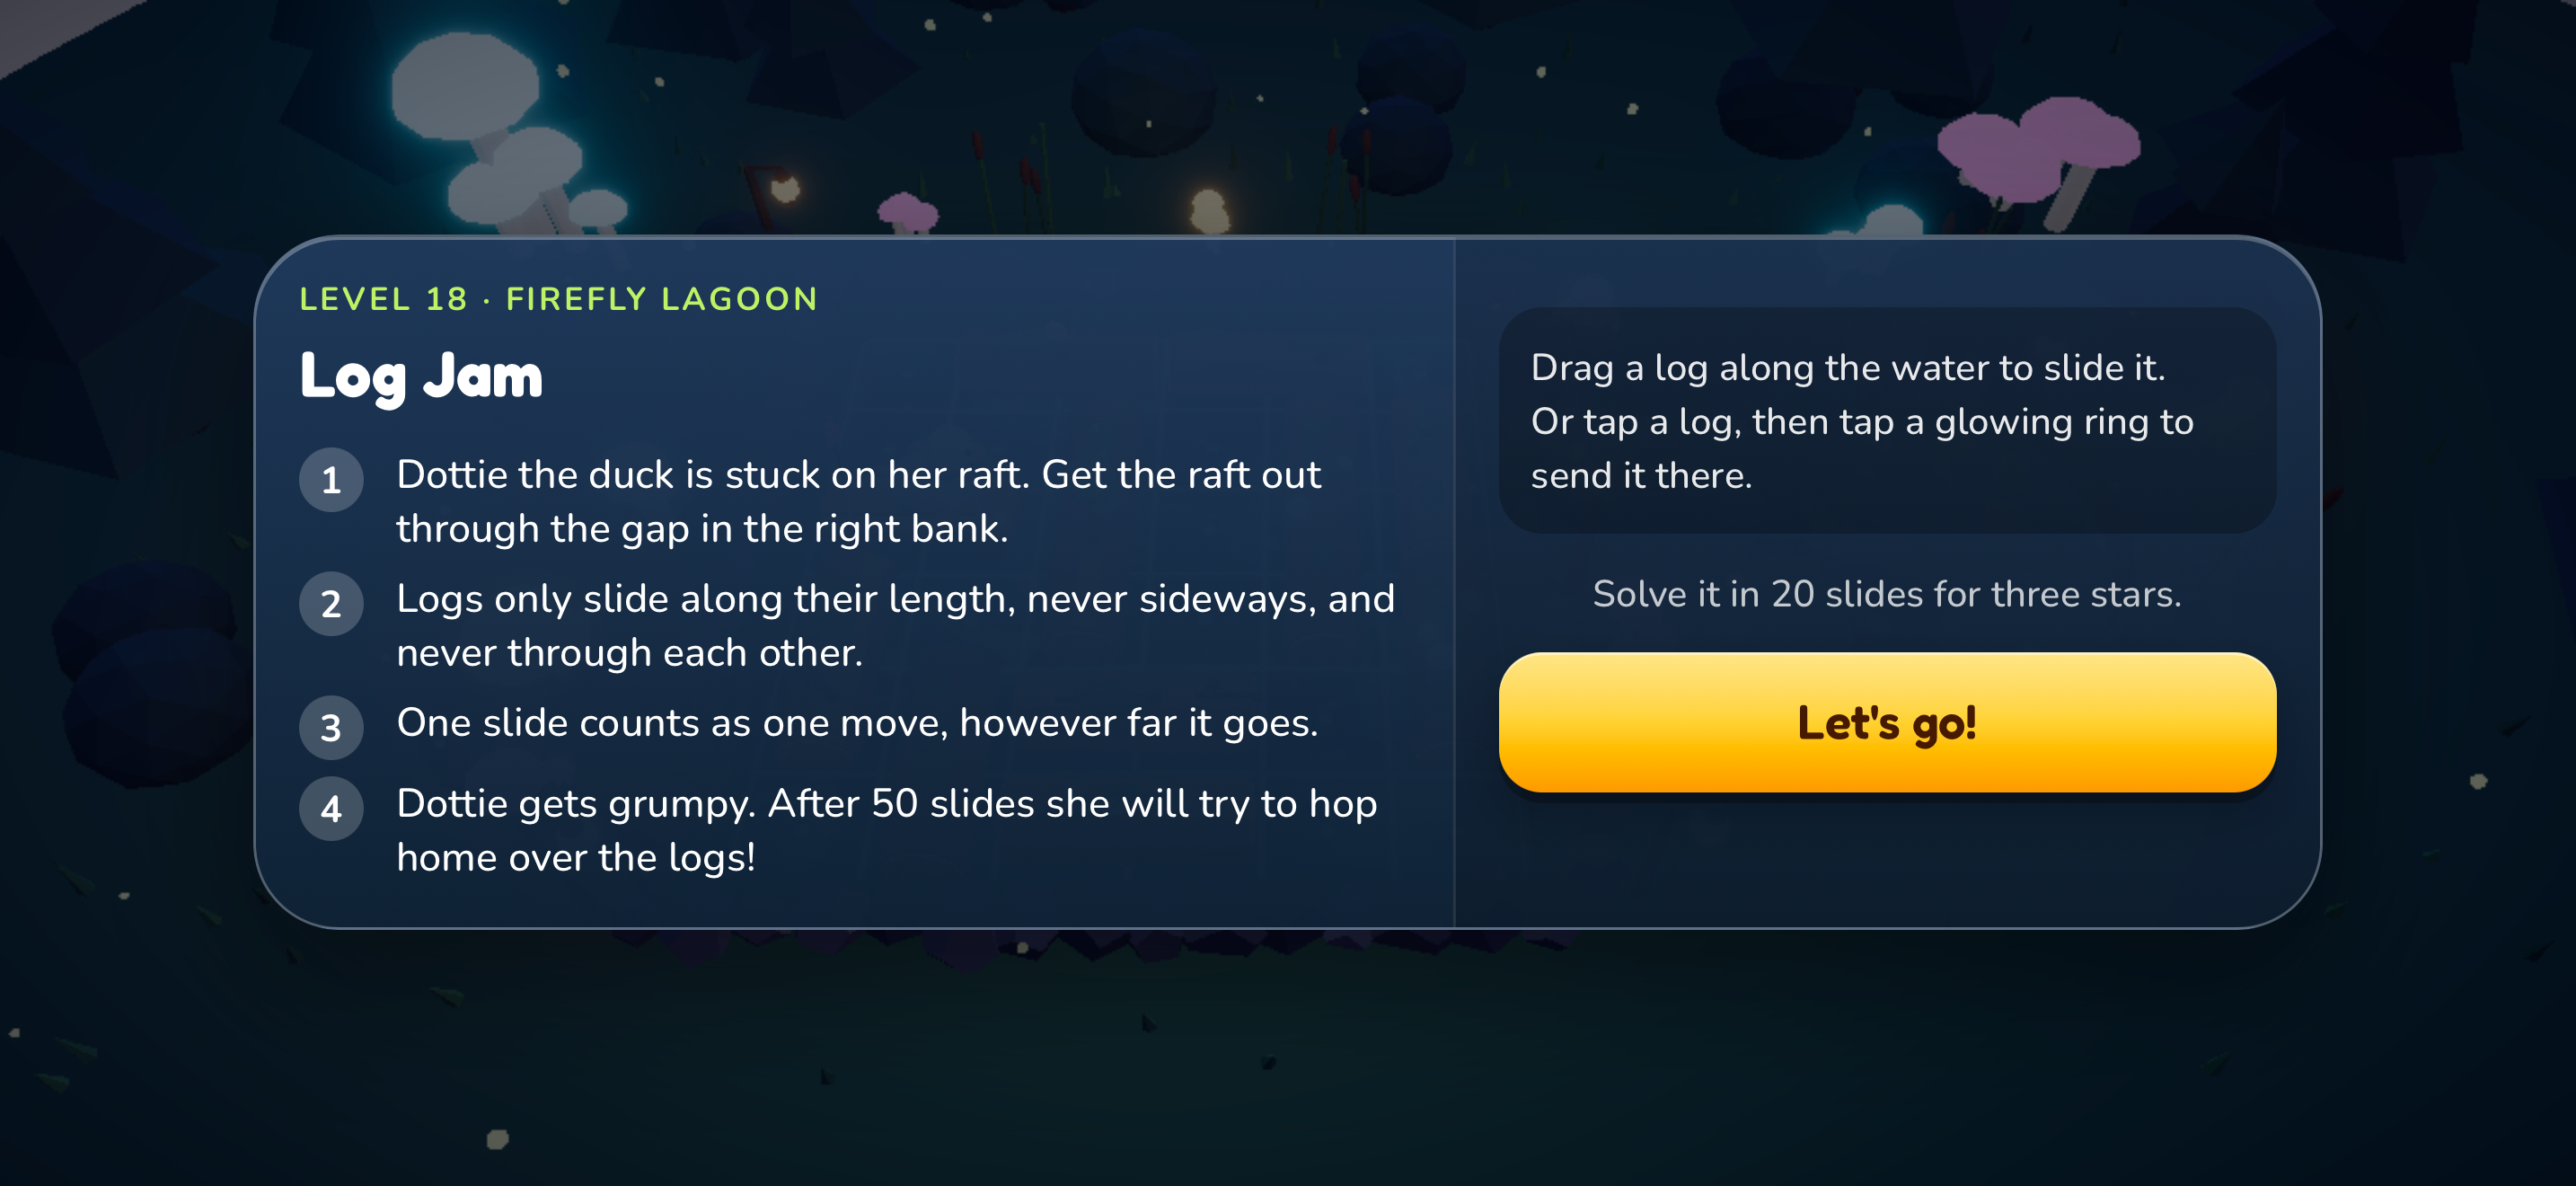 LEVEL 18 · FIREFLY LAGOON
Log Jam
1 Dottie the duck is stuck on her raft. Get the raft out
through the gap in the right bank.
2 Logs only slide along their length, never sideways, and
never through each other.
3 One slide counts as one move, however far it goes.
4 Dottie gets grumpy. After 50 slides she will try to hop
home over the logs!
Drag a log along the water to slide it.
Or tap a log, then tap a glowing ring to
send it there.
Solve it in 20 slides for three stars.
Let's go!